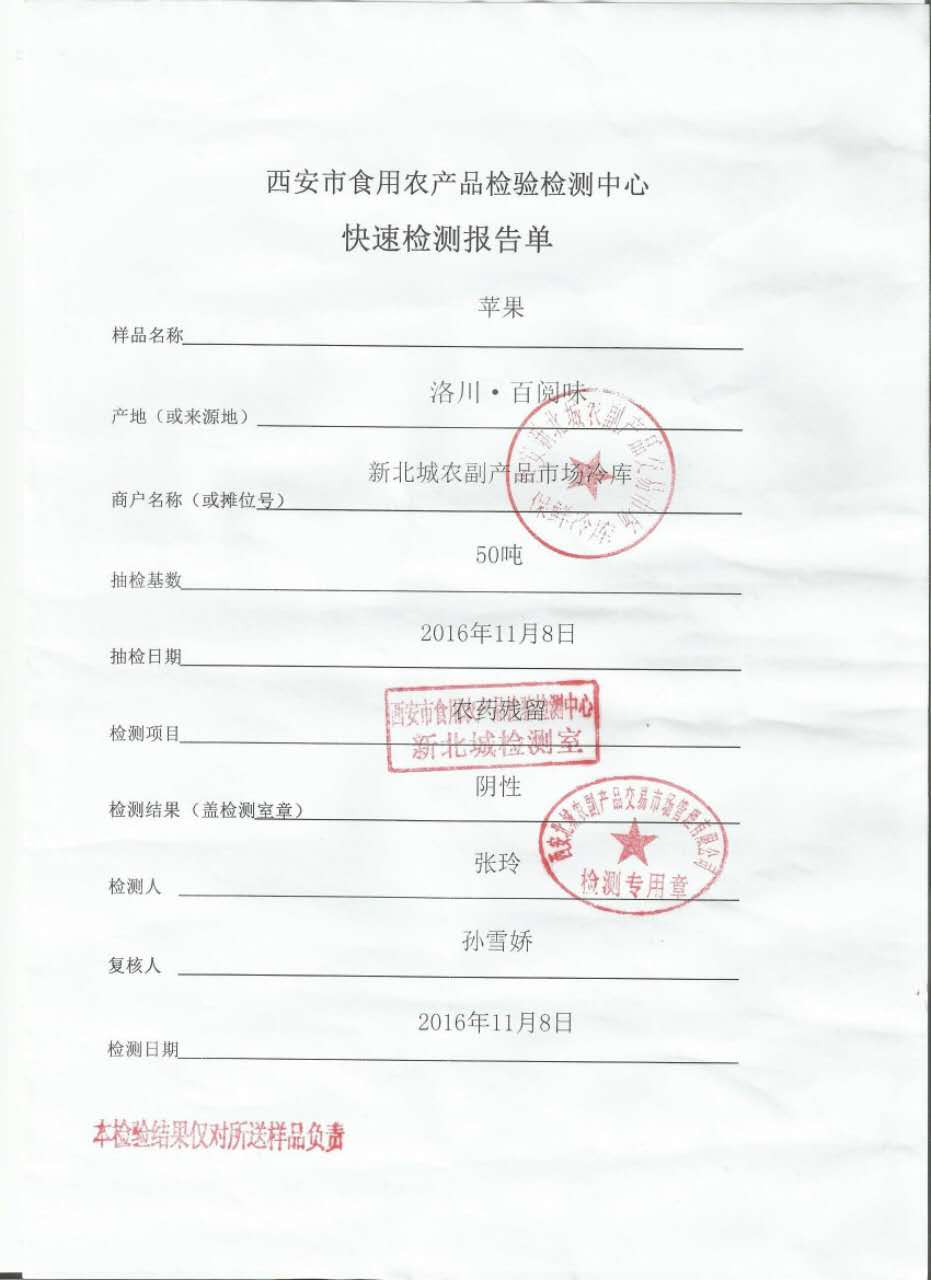 西安市食用农产品检验检测中心
快速检测报告单
苹果
样品名称
洛川·百阅味
产地（或来源地）
新北城农副产品市场冷库
商户名称（或摊位号）
保鲜冷库
50吨
抽检基数
2016年11月8日
抽检日期
西安市食用农产品检验检测中心
农药残留
新北城检测室
检测项目
阴性
检测结果（盖检测室章）
西安新北城农副产品交易市场管理有限公司
检测专用章
张玲
检测人
孙雪娇
复核人
2016年11月8日
检测日期
本检验结果仅对所送样品负责